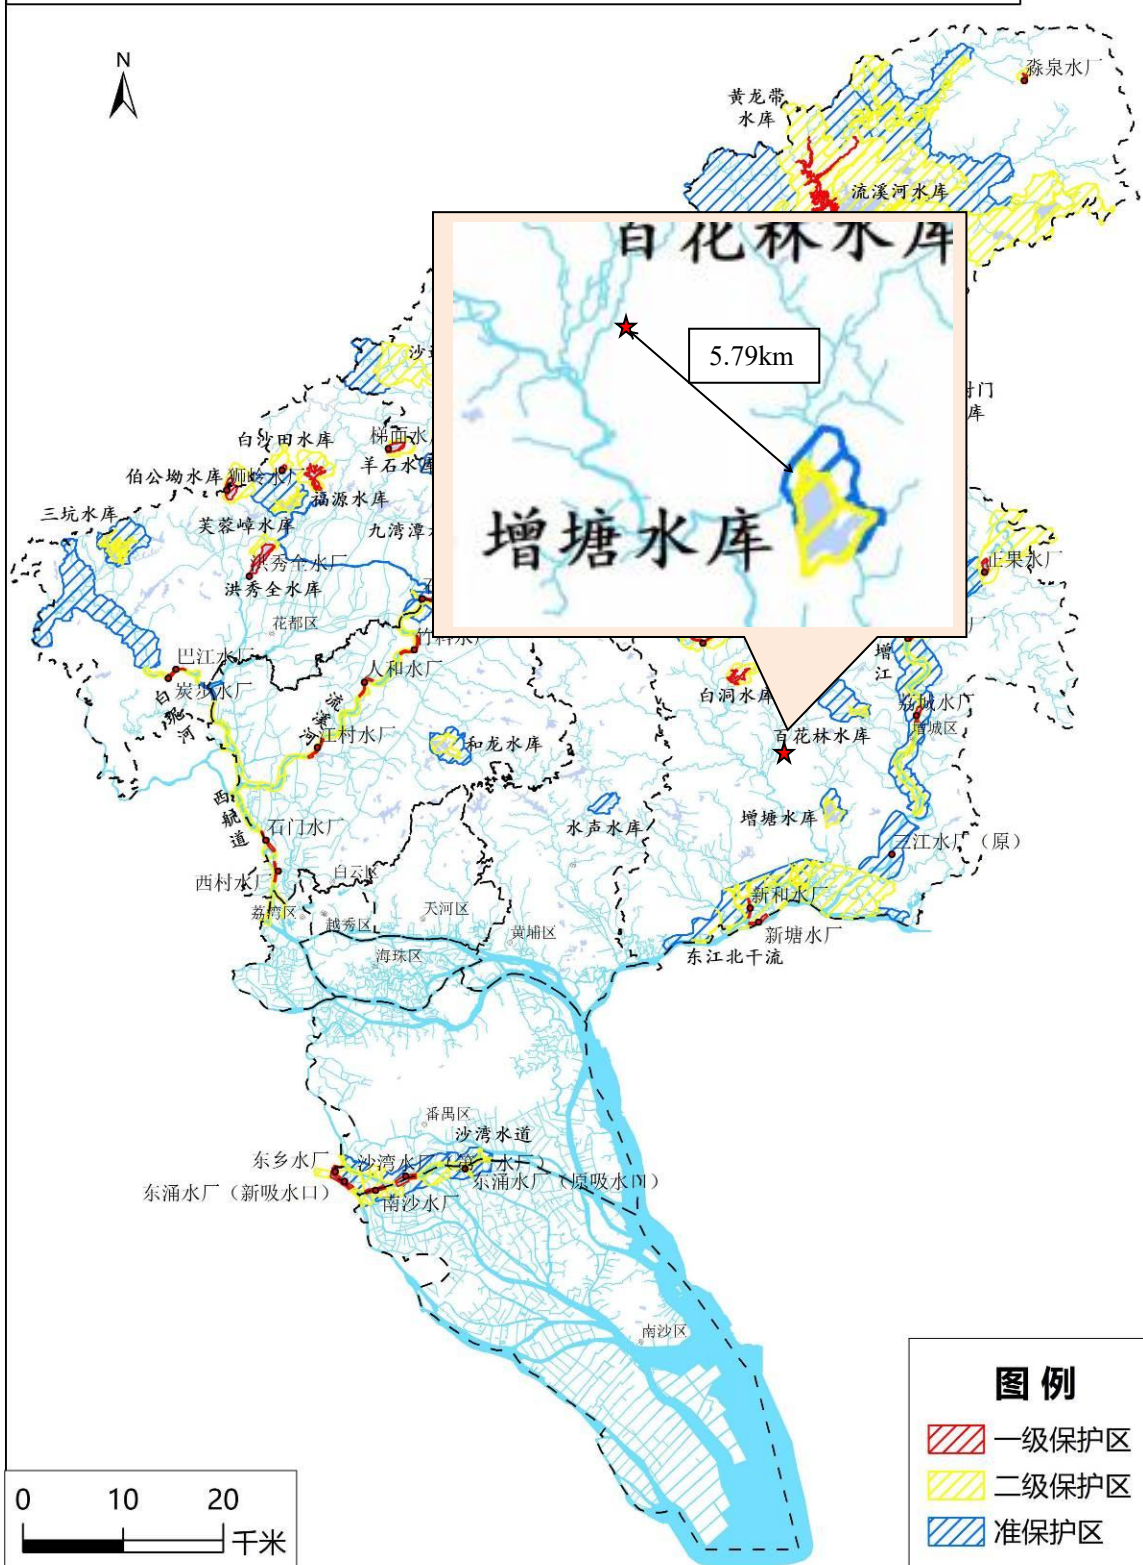 N
淼泉水厂
黄龙带
水库
流溪河水库
百花林水库
5.79km
增塘水库
白沙田水库
羊石水库
伯公坳水库
狮岭水厂
福源水库
三坑水库
芙蓉嶂水库
九湾潭
洪秀全水厂
洪秀全水库
正果水厂
花都区
竹料水厂
巴江水厂
人和水厂
炭步水厂
白坭河
流溪河
江村水厂
和龙水库
白洞水库
增江
荔城水厂
增城区
百花林水库
西航道
石门水厂
水声水库
增塘水库
三江水厂（原）
西村水厂
白云区
新和水厂
荔湾区
越秀区
天河区
黄埔区
新塘水厂
海珠区
东江北干流
番禺区
沙湾水道
东乡水厂
沙湾水厂
东涌水厂（新吸水口）
东涌水厂（原吸水口）
南沙水厂
南沙区
图 例
一级保护区
二级保护区
准保护区
0 10 20
千米